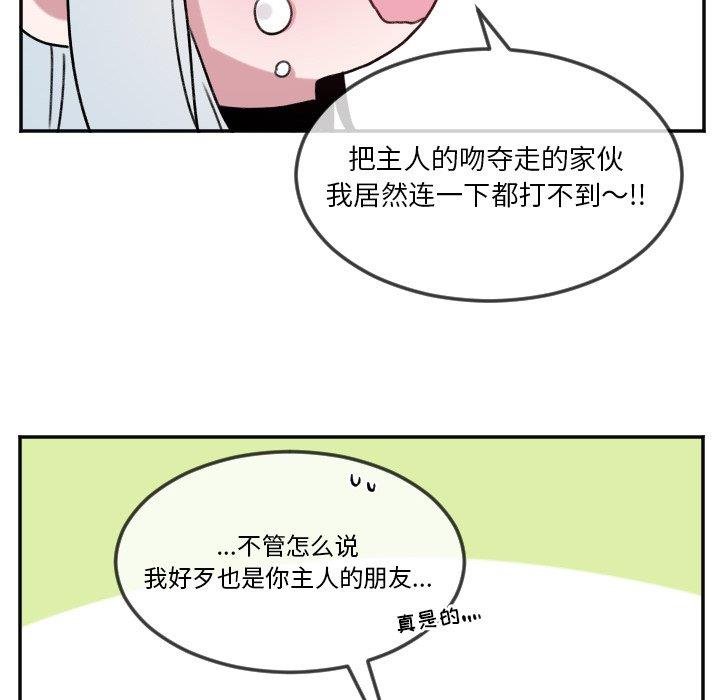 把主人的吻夺走的家伙
我居然连一下都打不到～!!
...不管怎么说
我好歹也是你主人的朋友...
真是的....